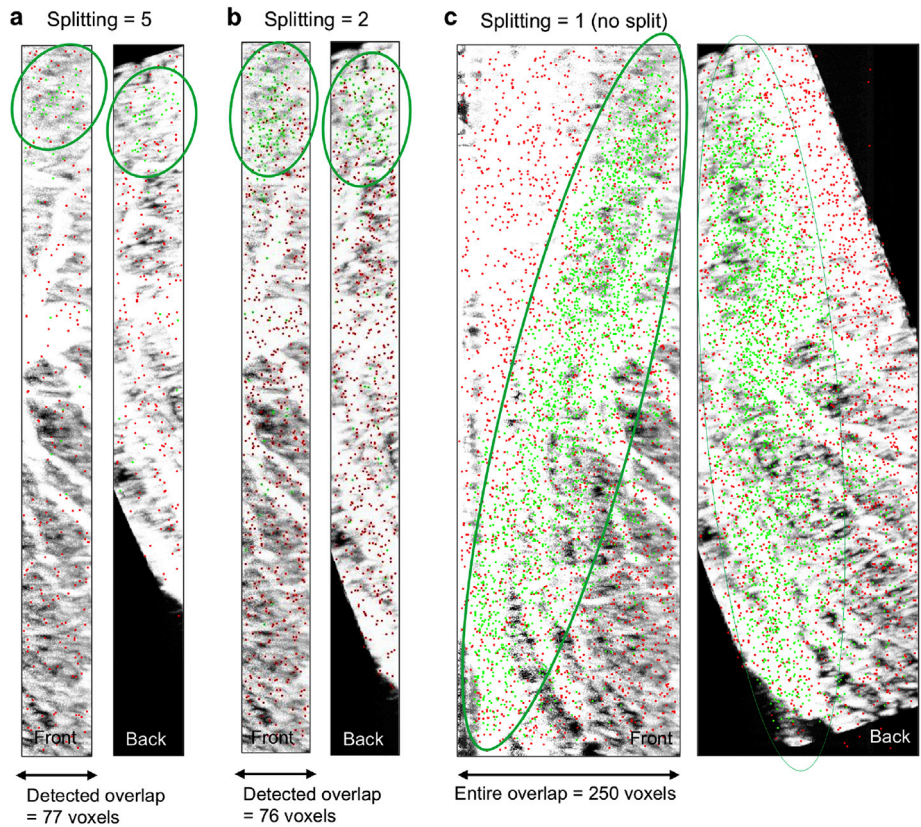 a Splitting = 5
b Splitting = 2
c Splitting = 1 (no split)
Front
Back
Front
Back
Front
Back
Detected overlap
= 77 voxels
Detected overlap
= 76 voxels
Entire overlap = 250 voxels